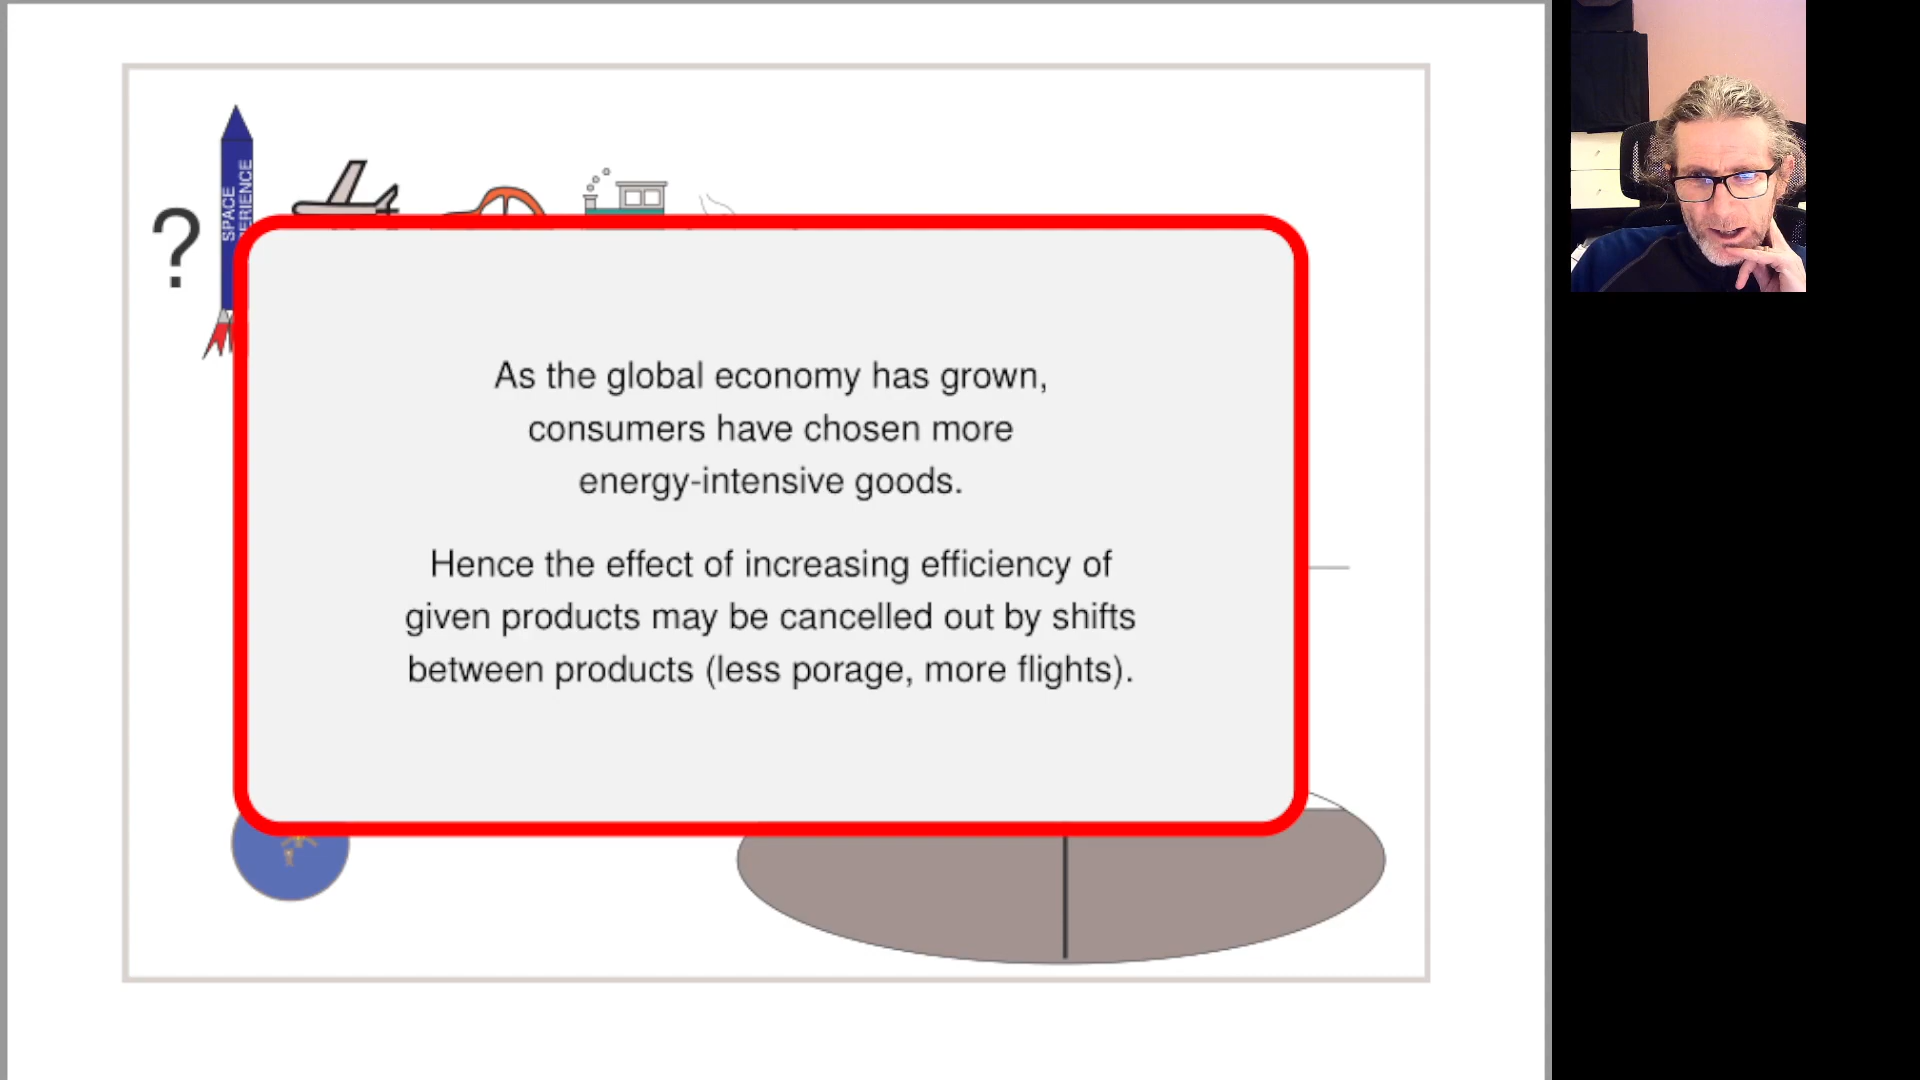 ?
SPACE
ERIENCE
As the global economy has grown,
consumers have chosen more
energy-intensive goods.
Hence the effect of increasing efficiency of
given products may be cancelled out by shifts
between products (less porage, more flights).